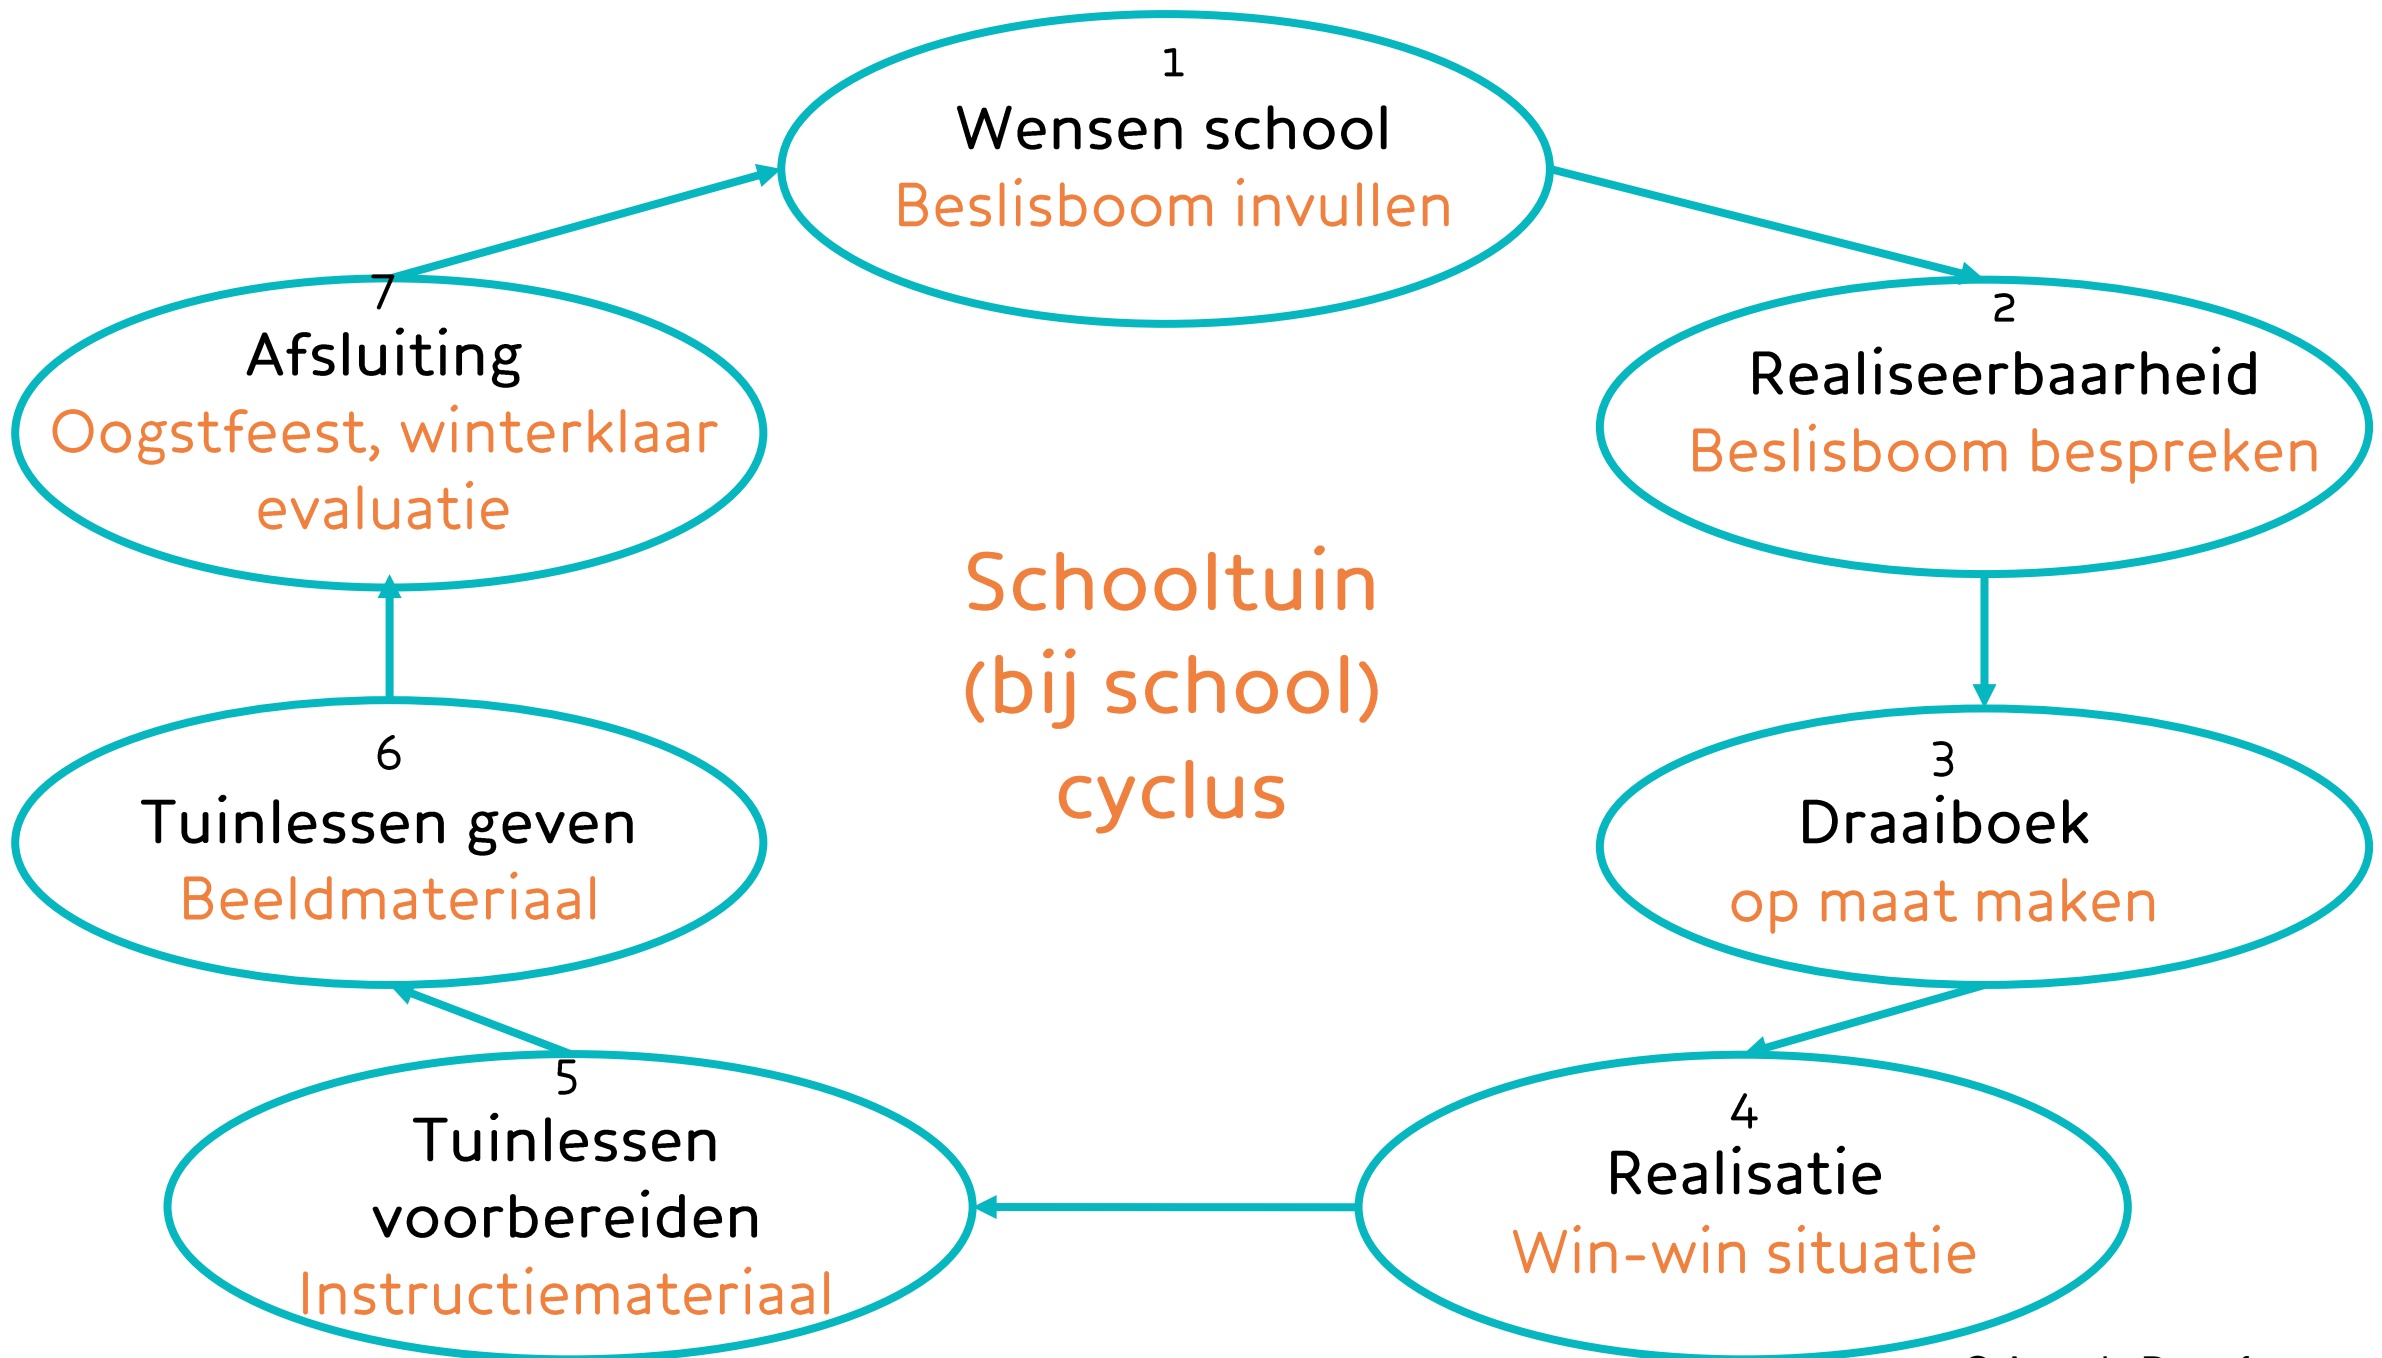 1
Wensen school
Beslisboom invullen
2
Realiseerbaarheid
Beslisboom bespreken
3
Draaiboek
op maat maken
4
Realisatie
Win-win situatie
5
Tuinlessen
voorbereiden
Instructiemateriaal
6
Tuinlessen geven
Beeldmateriaal
7
Afsluiting
Oogstfeest, winterklaar
evaluatie
Schooltuin
(bij school)
cyclus